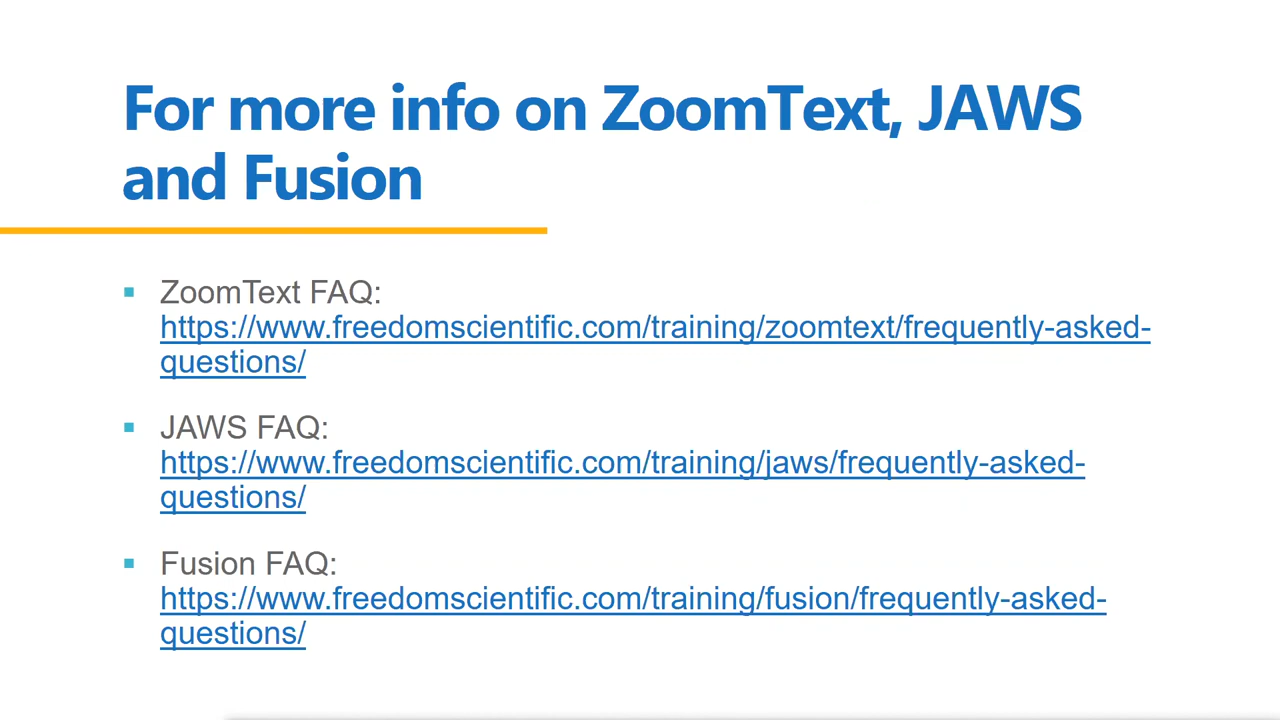 For more info on ZoomText, JAWS
and Fusion
ZoomText FAQ:
https://www.freedomscientific.com/training/zoomtext/frequently-asked-
questions/
JAWS FAQ:
https://www.freedomscientific.com/training/jaws/frequently-asked-
questions/
Fusion FAQ:
https://www.freedomscientific.com/training/fusion/frequently-asked-
questions/